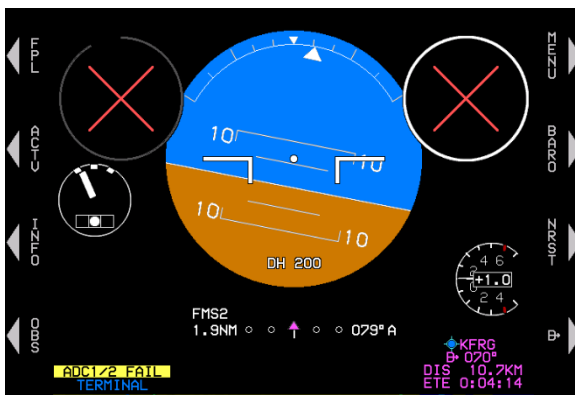 FPL
MENU
ACTV
BARO
10
10
10
10
DH 200
INFO
NRST
4 6
+1.0
2 4
FMS2
1.9NM
079°A
OBS
KFRG
070°
DIS 10.7KM
ETE 0:04:14
ADC1/2 FAIL
TERMINAL